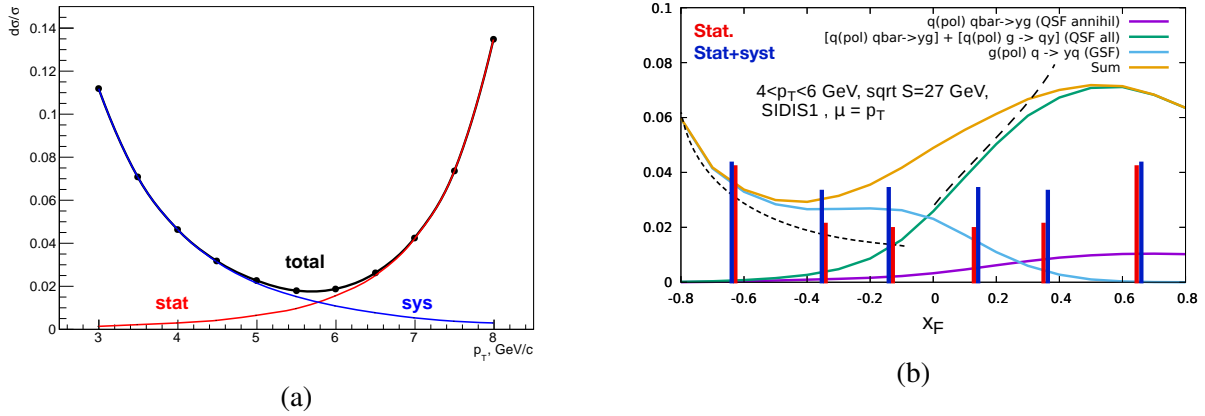 dσ/σ
0.14
0.12
0.1
0.08
0.06
0.04
0.02
0
total
stat
sys
3 4 5 6 7 8
p_T, GeV/c
(a)
0.1
0.08
0.06
0.04
0.02
0
Stat.
Stat+syst
q(pol) qbar->yg (QSF annihil)
[q(pol) qbar->yg] + [q(pol) g -> qy] (QSF all)
g(pol) q -> yq (GSF)
Sum
4<p_T<6 GeV, sqrt S=27 GeV,
SIDIS1 , μ = p_T
-0.8 -0.6 -0.4 -0.2 0 0.2 0.4 0.6 0.8
x_F
(b)